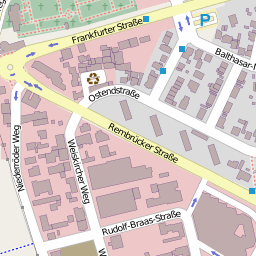 Frankfurter Straße
P
Balthasar-
Ostendstraße
Rembrücker Straße
Niederröder Weg
Weiskircher Weg
Rudolf-Braas-Straße